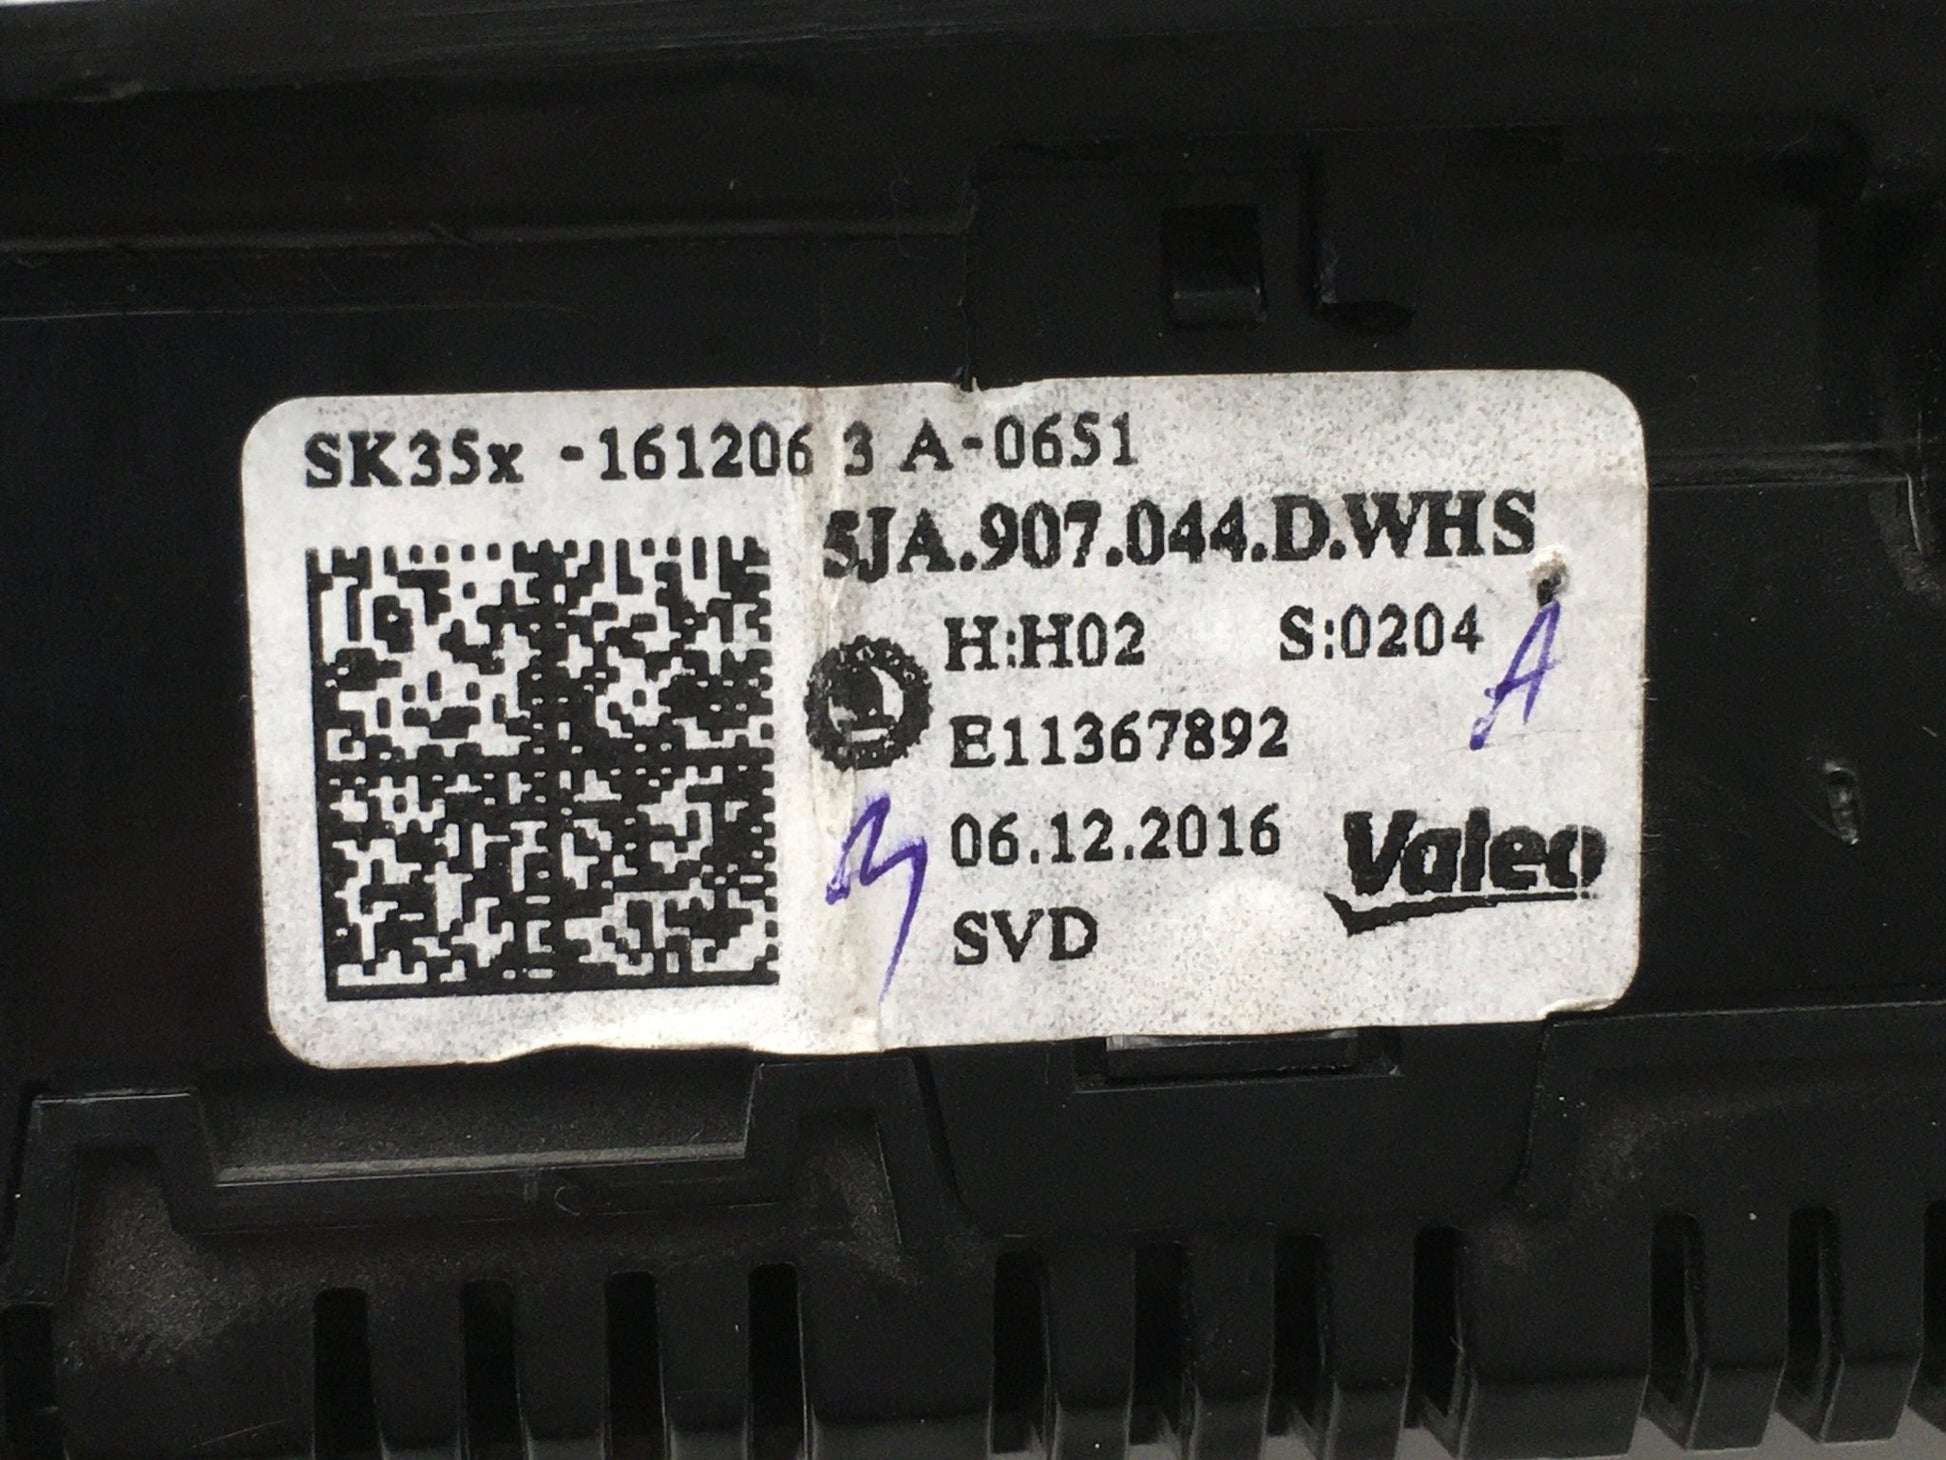 SK35x -161206 3 A-0651
5JA.907.044.D.WHS
H:H02 S:0204
A
E11367892
06.12.2016
Valeo
SVD